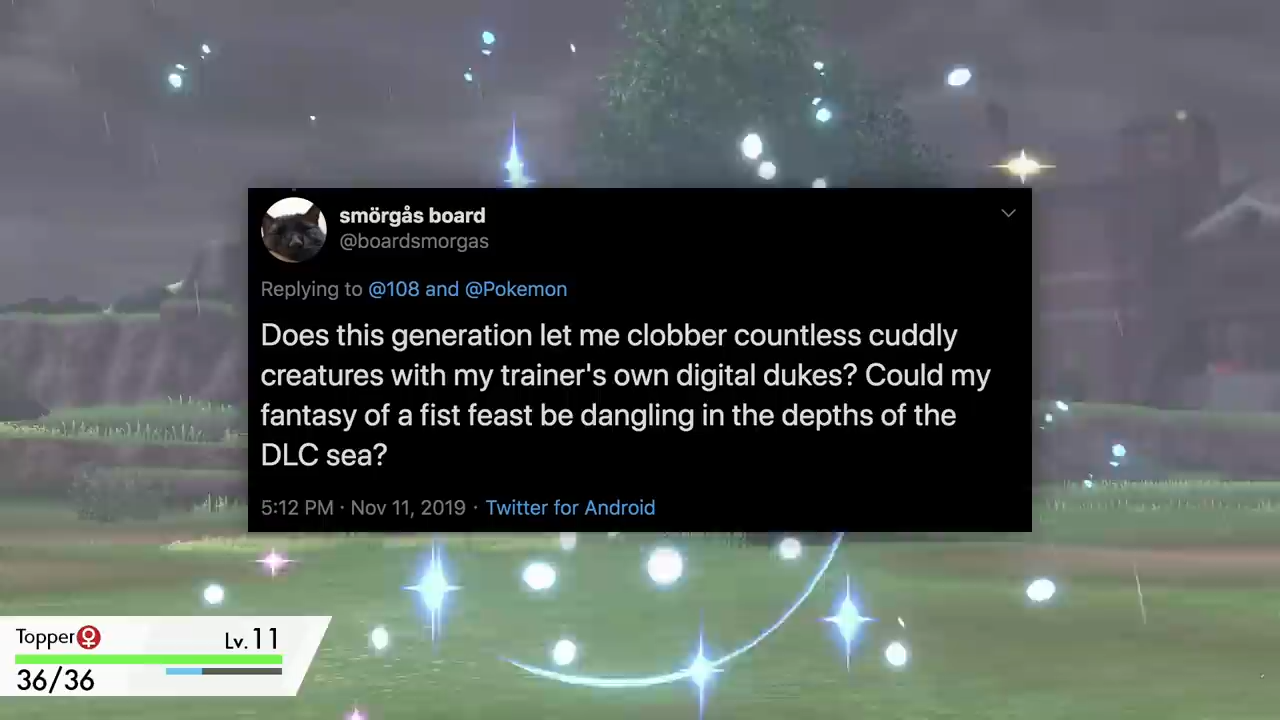 smörgås board
@boardsmorgas
Replying to @108 and @Pokemon
Does this generation let me clobber countless cuddly
creatures with my trainer's own digital dukes? Could my
fantasy of a fist feast be dangling in the depths of the
DLC sea?
5:12 PM · Nov 11, 2019 · Twitter for Android
Topper♀ Lv. 11
36/36